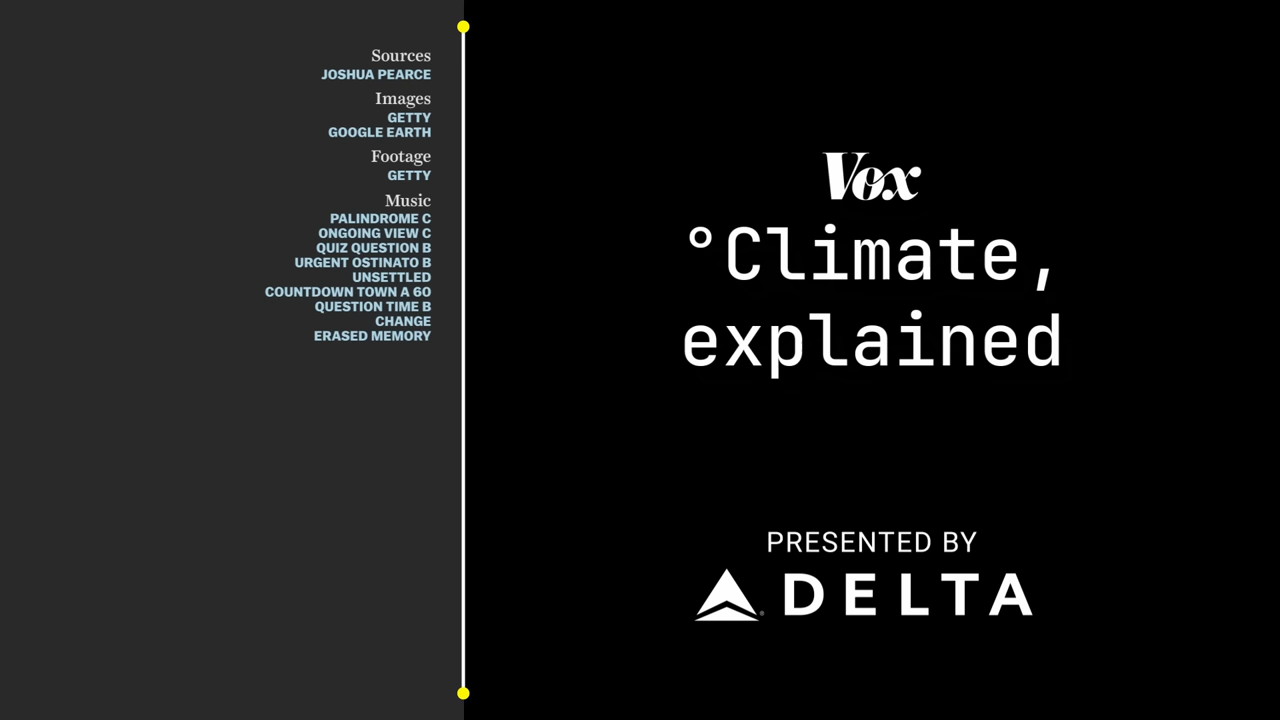 Sources
JOSHUA PEARCE
Images
GETTY
GOOGLE EARTH
Footage
GETTY
Music
PALINDROME C
ONGOING VIEW C
QUIZ QUESTION B
URGENT OSTINATO B
UNSETTLED
COUNTDOWN TOWN A 60
QUESTION TIME B
CHANGE
ERASED MEMORY
Vox
°Climate,
explained
PRESENTED BY
DELTA